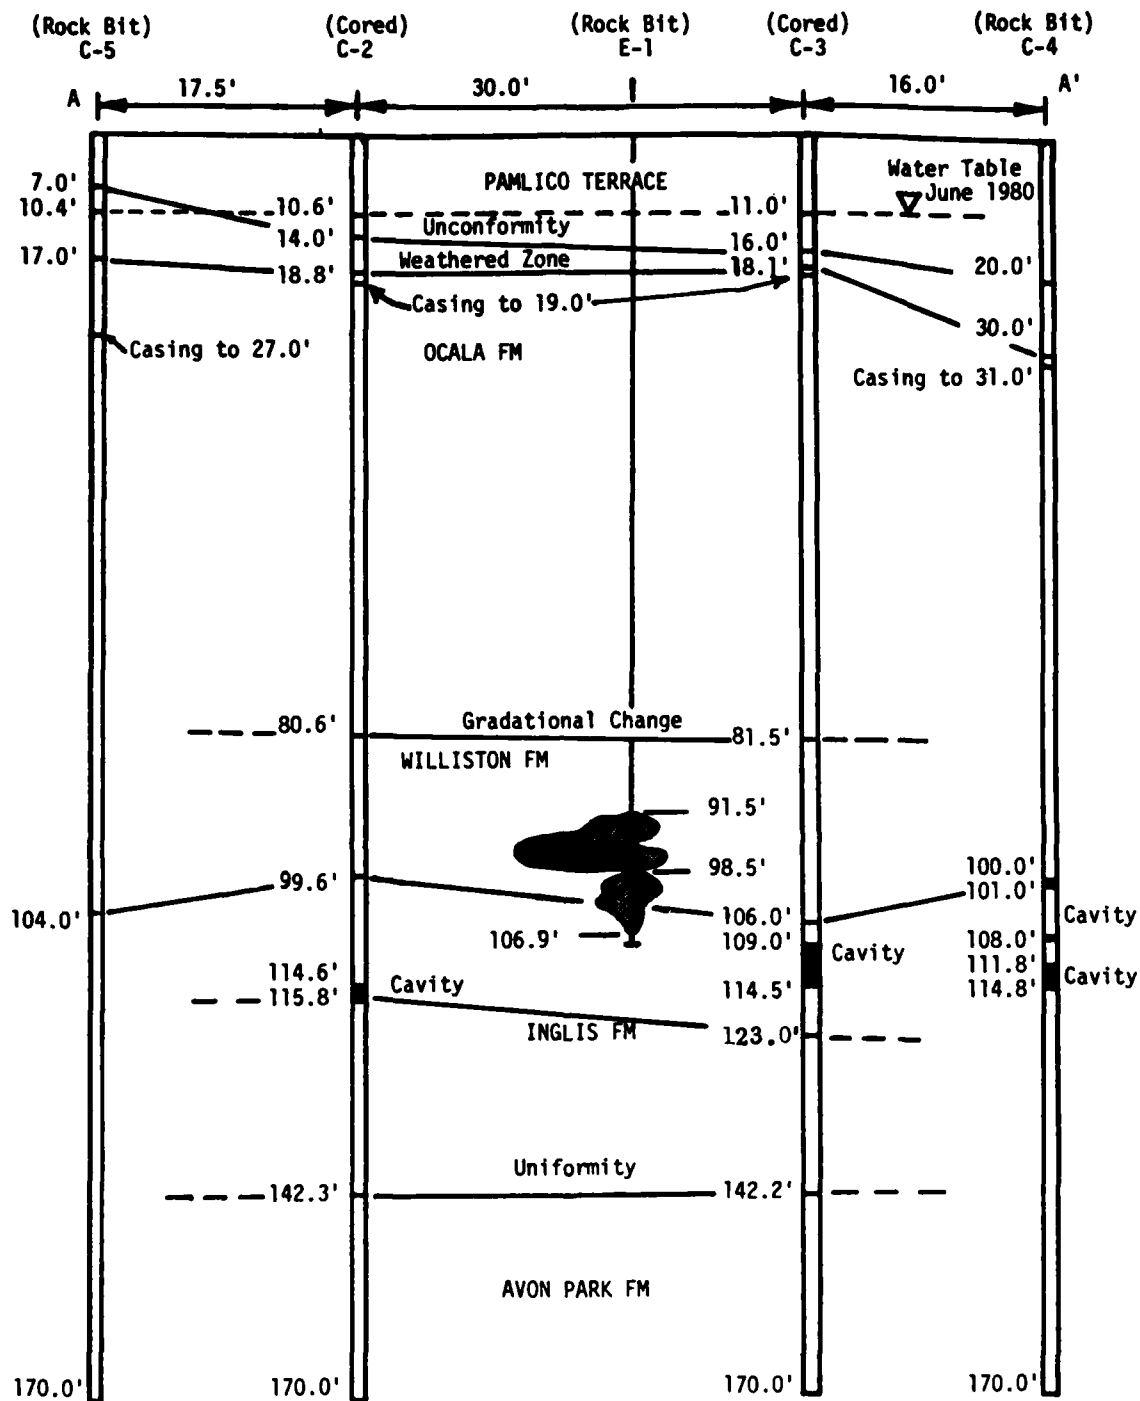 (Rock Bit) (Cored) (Rock Bit) (Cored) (Rock Bit)
C-5 C-2 E-1 C-3 C-4
A 17.5' 30.0' 16.0' A'
7.0' PAMLICO TERRACE Water Table
June 1980
10.4' 10.6' 11.0'
14.0' Unconformity 16.0'
17.0' 18.8' Weathered Zone 18.1' 20.0'
Casing to 19.0'
30.0'
Casing to 27.0' OCALA FM
Casing to 31.0'
80.6' Gradational Change 81.5'
WILLISTON FM
91.5'
98.5' 100.0'
99.6' 101.0'
104.0' 106.0' Cavity
106.9' 109.0' Cavity 108.0'
114.6' 111.8' Cavity
115.8' Cavity 114.5' 114.8'
INGLIS FM 123.0'
Uniformity
142.3' 142.2'
AVON PARK FM
170.0' 170.0' 170.0' 170.0'